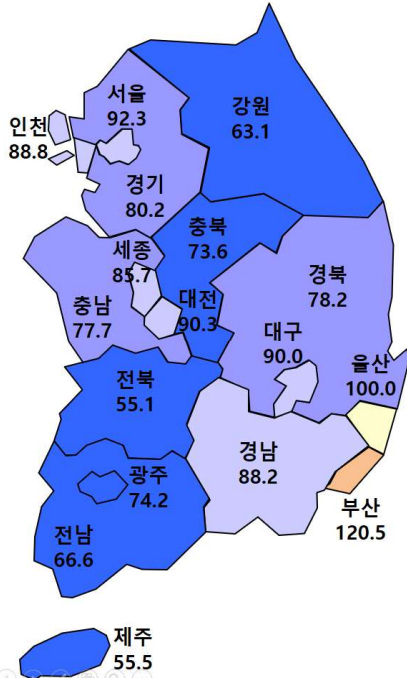 서울
92.3
강원
63.1
인천
88.8
경기
80.2
충북
73.6
세종
85.7
경북
78.2
충남
77.7
대전
90.3
대구
90.0
율산
100.0
전북
55.1
경남
88.2
광주
74.2
부산
120.5
전남
66.6
제주
55.5